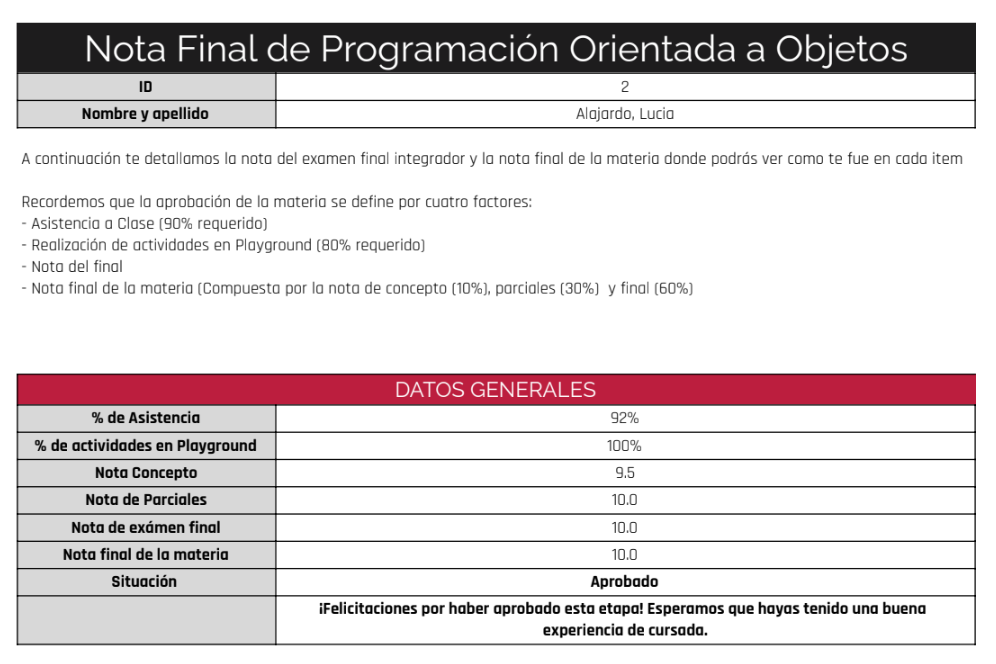 Nota Final de Programación Orientada a Objetos
ID 2
Nombre y apellido Alajardo, Lucia
A continuación te detallamos la nota del examen final integrador y la nota final de la materia donde podrás ver como te fue en cada item
Recordemos que la aprobación de la materia se define por cuatro factores:
- Asistencia a Clase (90% requerido)
- Realización de actividades en Playground (80% requerido)
- Nota del final
- Nota final de la materia (Compuesta por la nota de concepto (10%), parciales (30%) y final (60%)
DATOS GENERALES
% de Asistencia 92%
% de actividades en Playground 100%
Nota Concepto 9.5
Nota de Parciales 10.0
Nota de exámen final 10.0
Nota final de la materia 10.0
Situación Aprobado
¡Felicitaciones por haber aprobado esta etapa! Esperamos que hayas tenido una buena
experiencia de cursada.